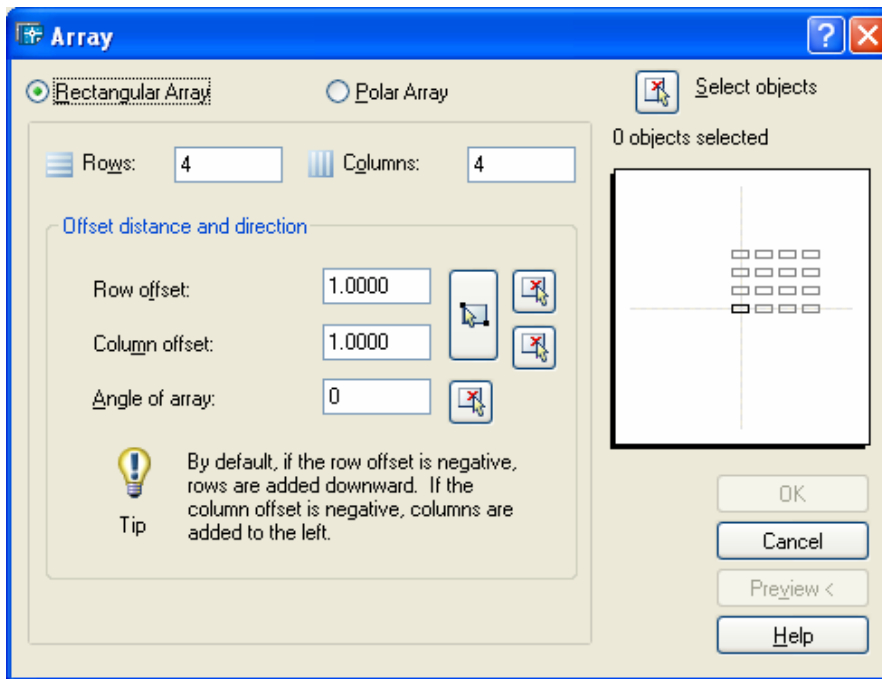 Array
Rectangular Array
Polar Array
Select objects
0 objects selected
Rows:
4
Columns:
4
Offset distance and direction
Row offset:
1.0000
Column offset:
1.0000
Angle of array:
0
Tip
By default, if the row offset is negative,
rows are added downward. If the
column offset is negative, columns are
added to the left.
OK
Cancel
Preview <
Help